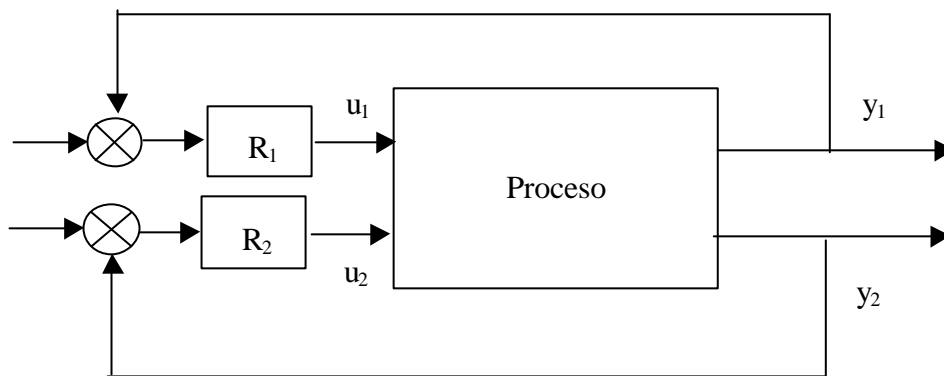 u₁
y₁
R₁
Proceso
R₂
u₂
y₂